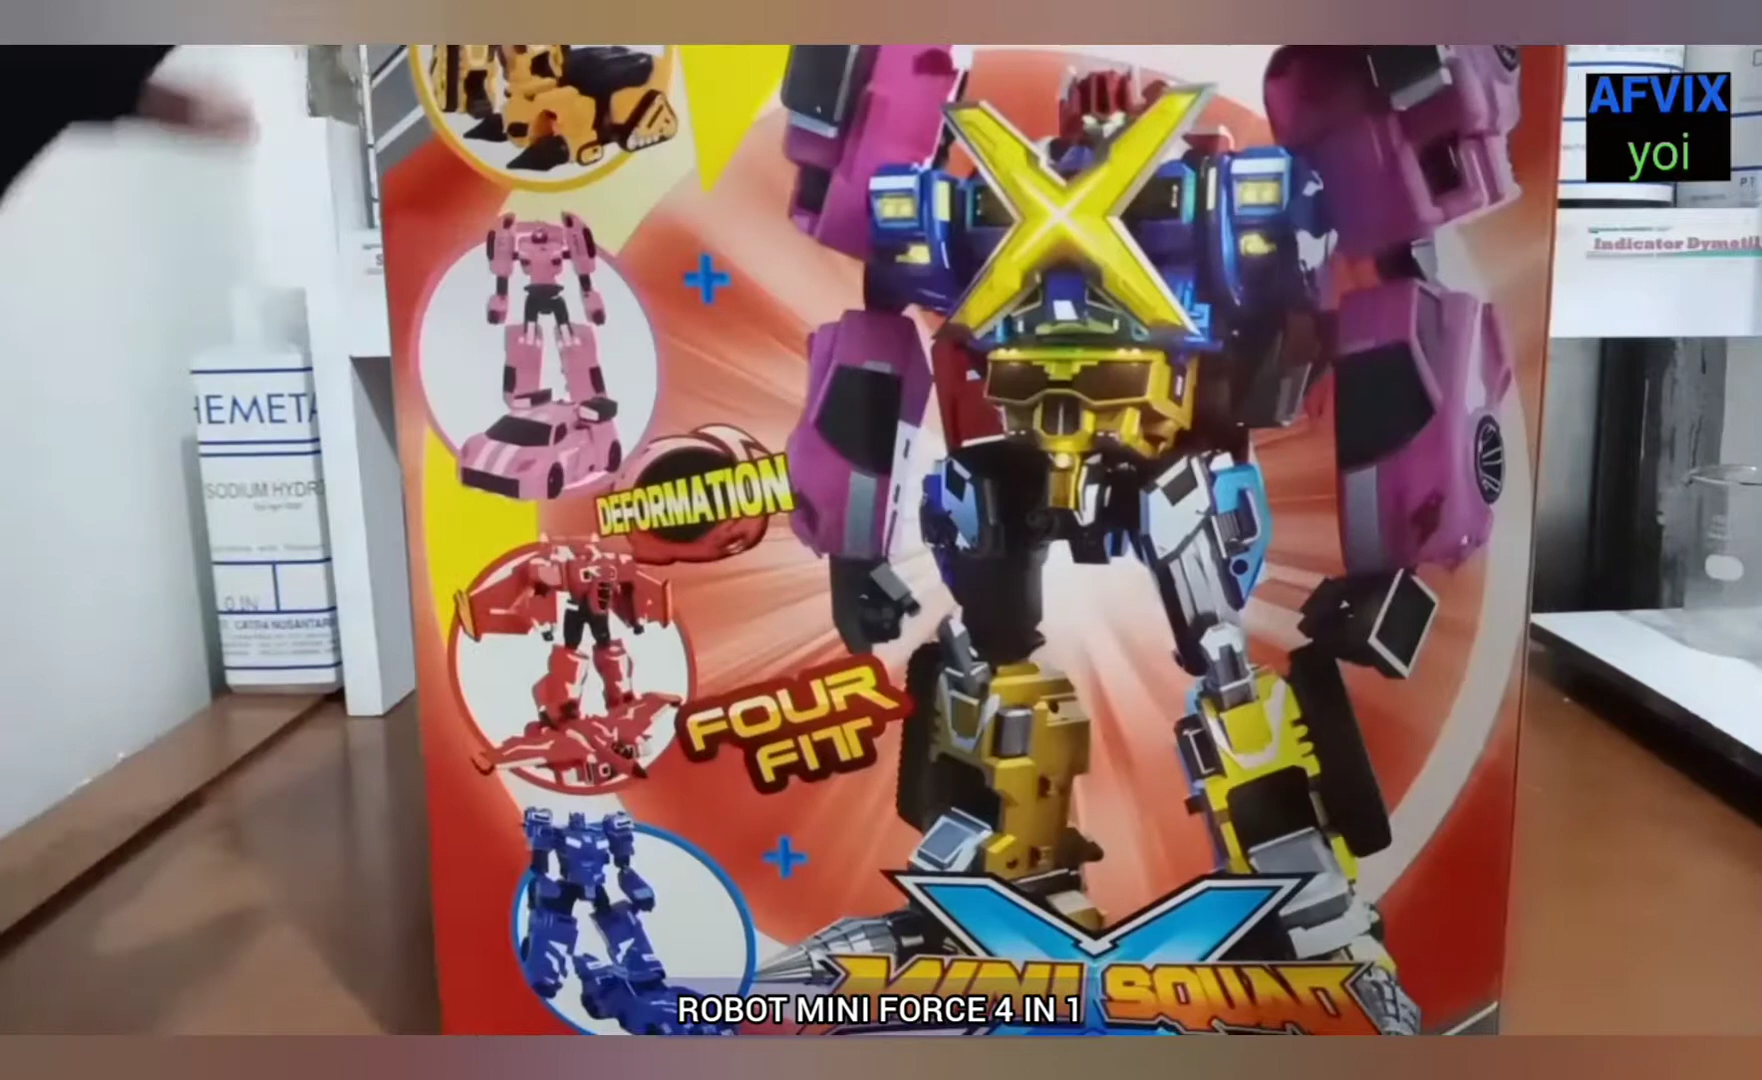 AFVIX
yoi
Indicator Dymetil
HEMETA
SODIUM HYDR
DEFORMATION
FOUR
FIT
X
MINI SQUAD
ROBOT MINI FORCE 4 IN 1